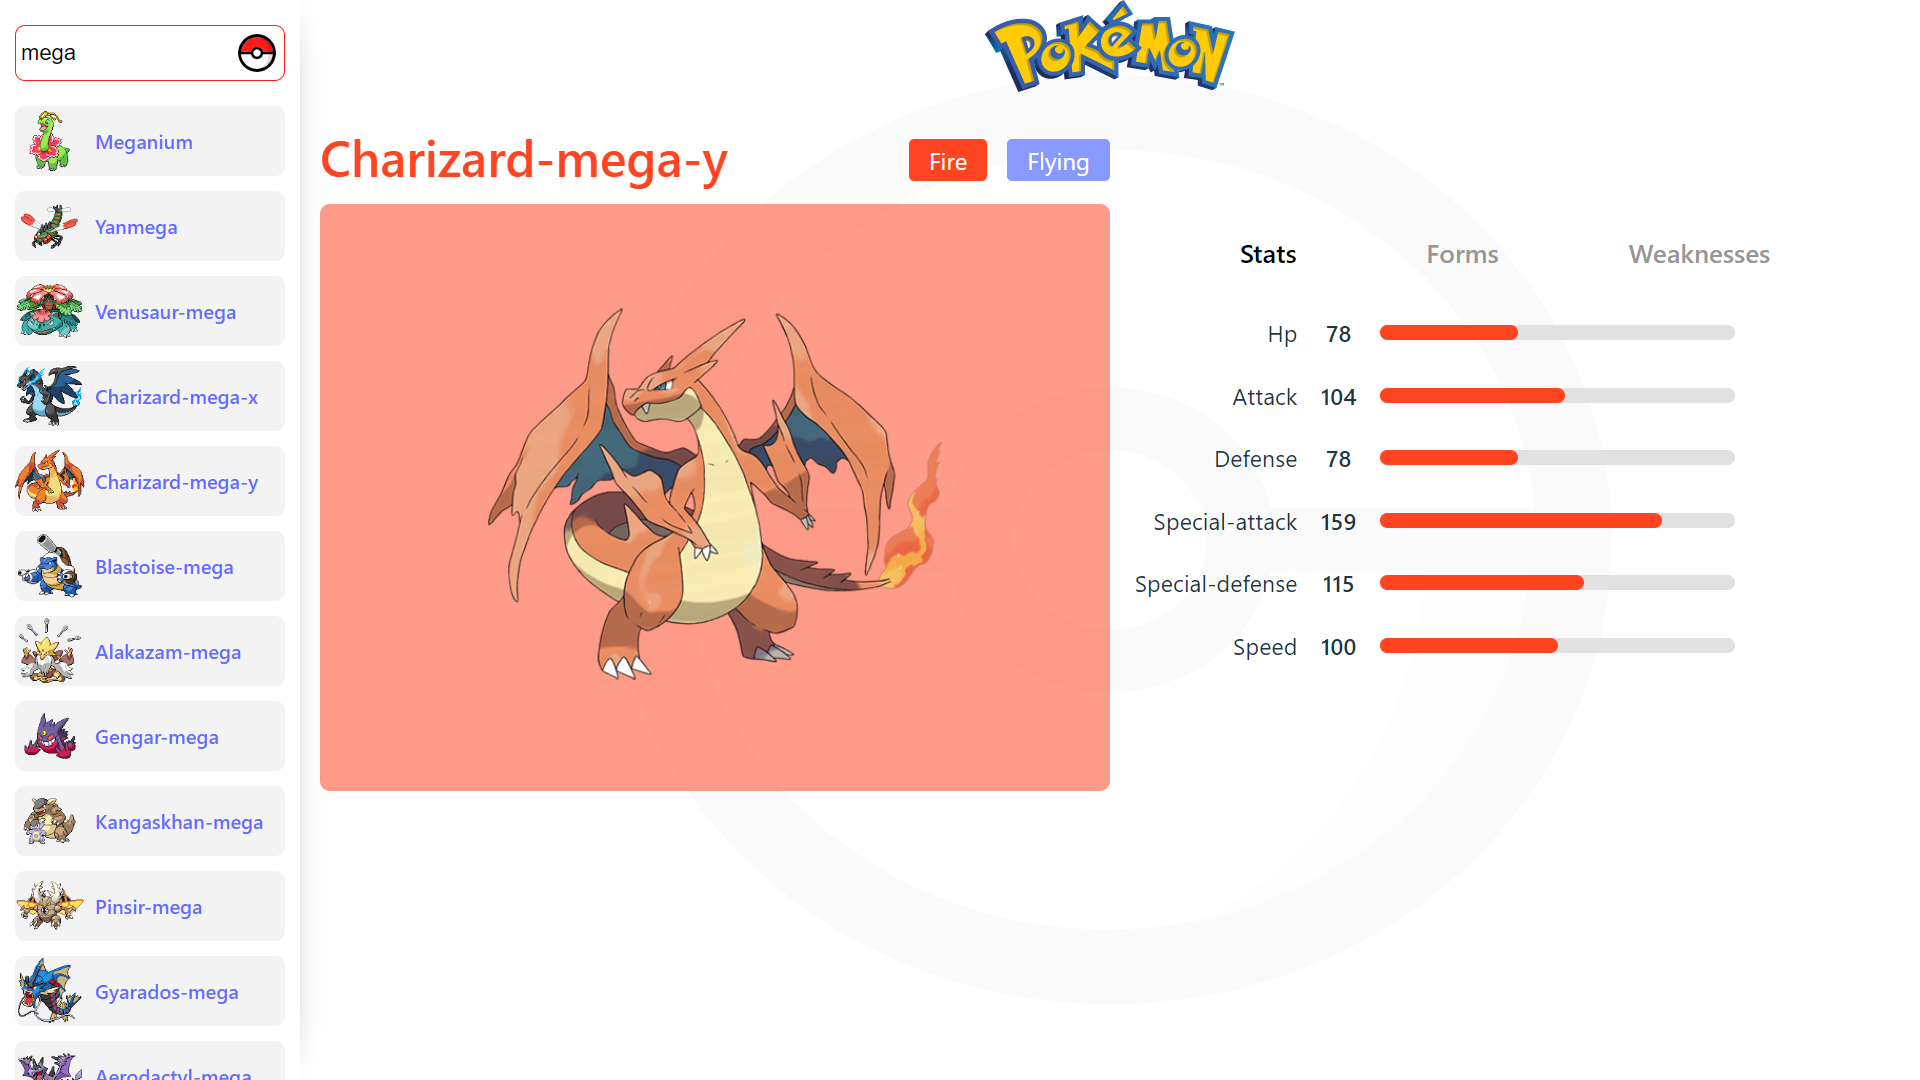 mega
Meganium
Yanmega
Venusaur-mega
Charizard-mega-x
Charizard-mega-y
Blastoise-mega
Alakazam-mega
Gengar-mega
Kangaskhan-mega
Pinsir-mega
Gyarados-mega
Aerodactyl-mega
POKéMON™
Charizard-mega-y
Fire Flying
Stats Forms Weaknesses
Hp 78
Attack 104
Defense 78
Special-attack 159
Special-defense 115
Speed 100